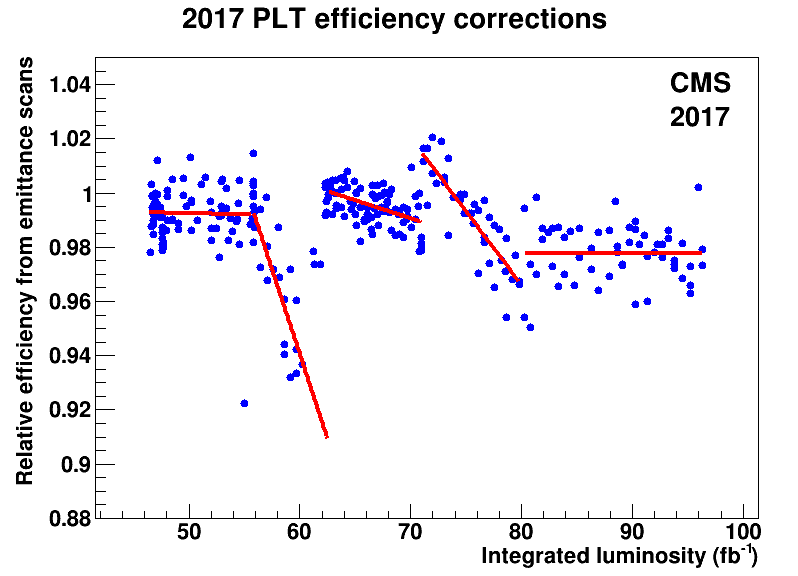 2017 PLT efficiency corrections
Relative efficiency from emittance scans
1.04
1.02
1
0.98
0.96
0.94
0.92
0.9
0.88
CMS
2017
50 60 70 80 90 100
Integrated luminosity (fb⁻¹)